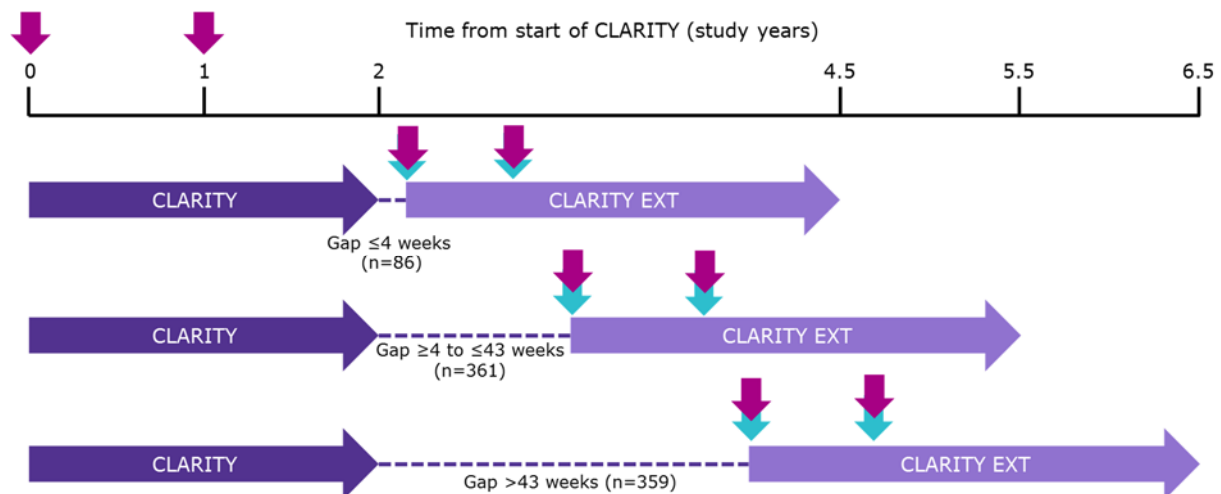 Time from start of CLARITY (study years)
0 1 2 4.5 5.5 6.5
CLARITY CLARITY EXT
Gap ≤4 weeks
(n=86)
CLARITY CLARITY EXT
Gap ≥4 to ≤43 weeks
(n=361)
CLARITY CLARITY EXT
Gap >43 weeks (n=359)